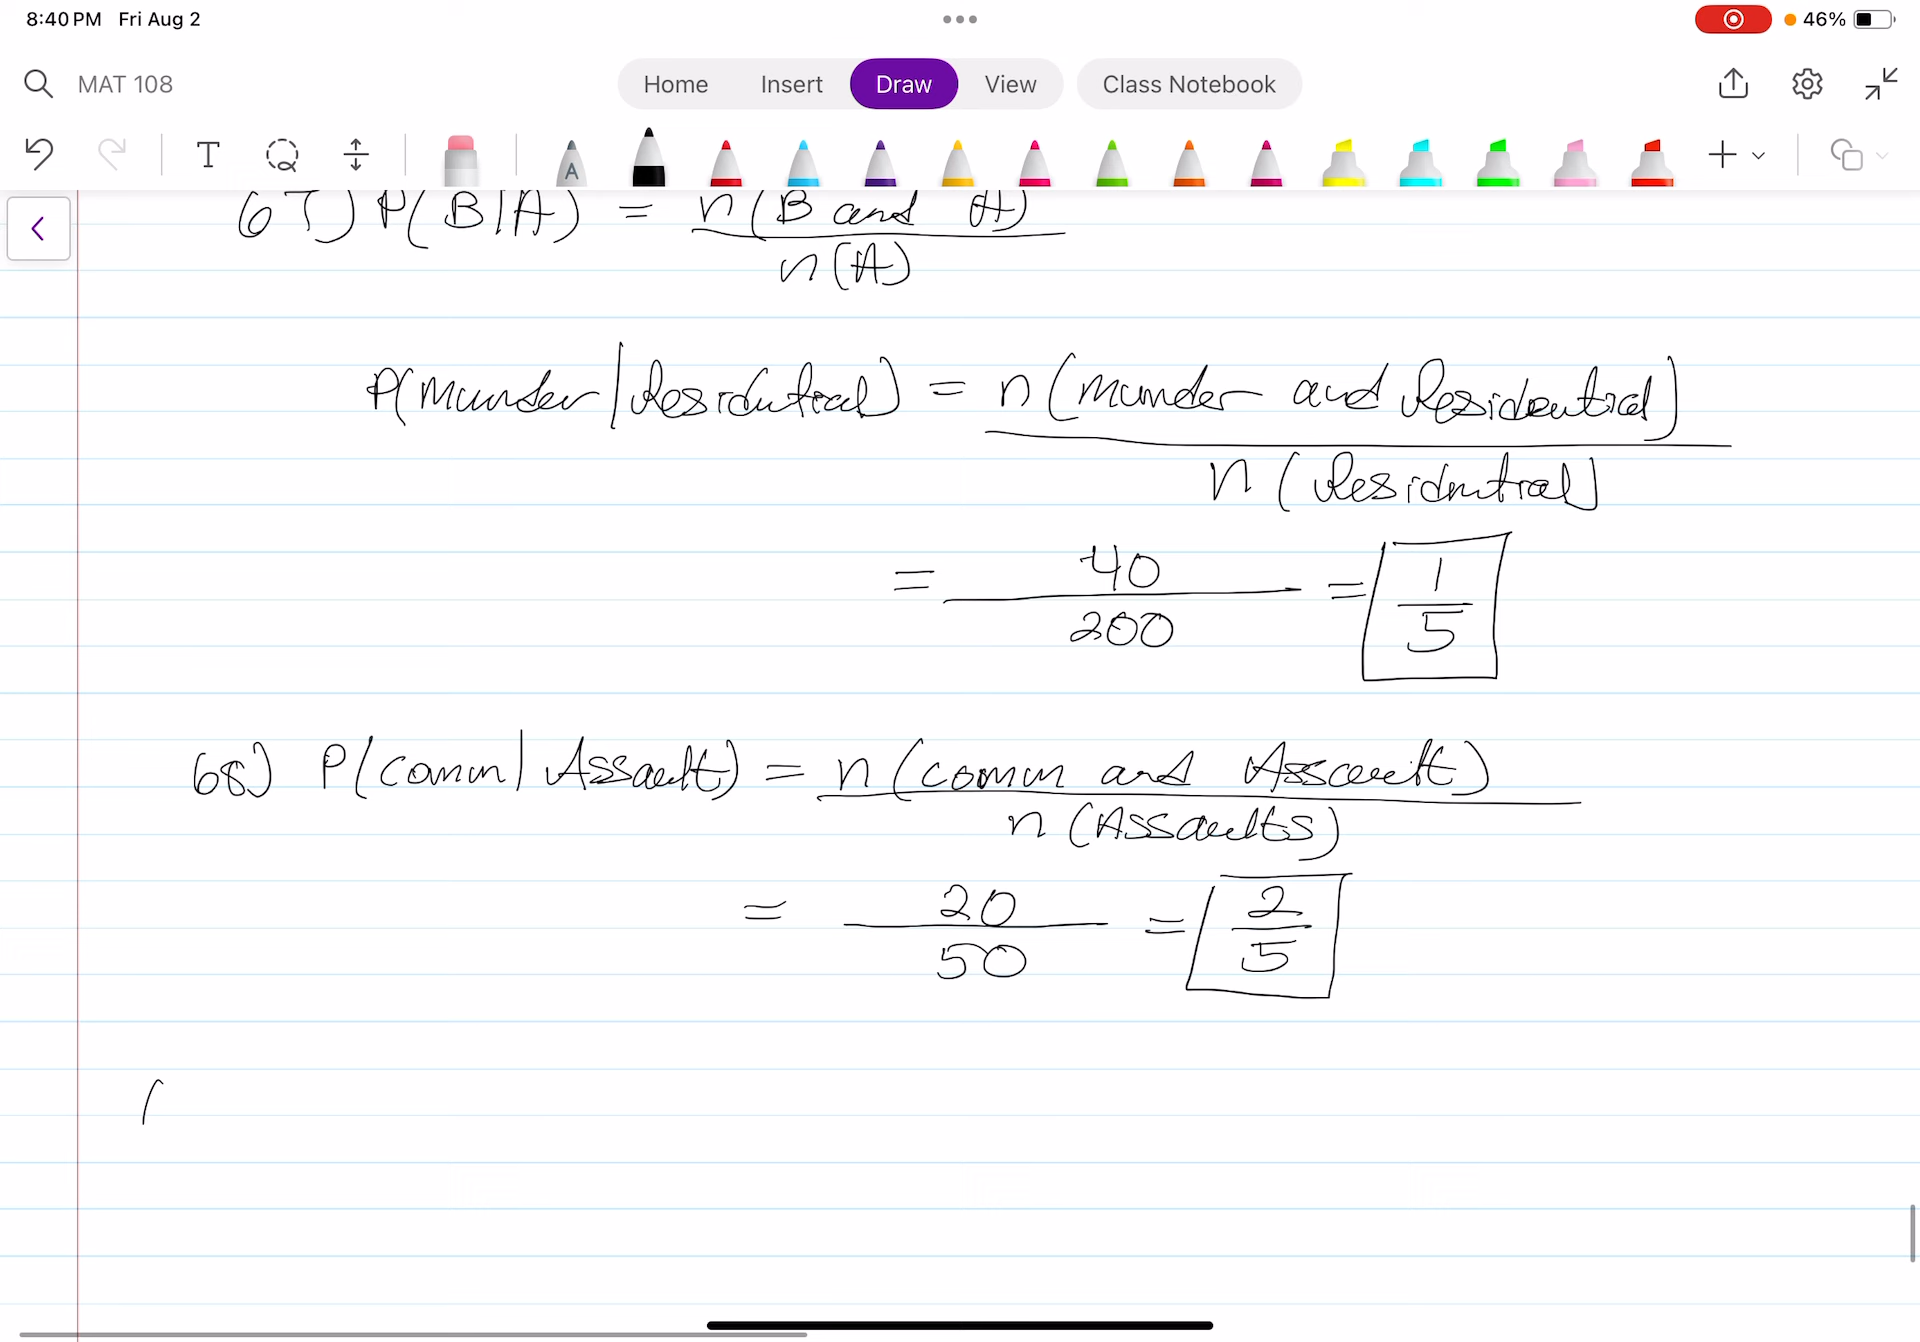 8:40 PM Fri Aug 2 46%
MAT 108 Home Insert Draw View Class Notebook
T A
67) P(B|A) = n(B and A)
n(A)
P(Murder|Residential) = n(Murder and Residential)
n(Residential)
= 40 = 1
200 5
68) P(comm|Assault) = n(comm and Assault)
n(Assaults)
= 20 = 2
50 5
(